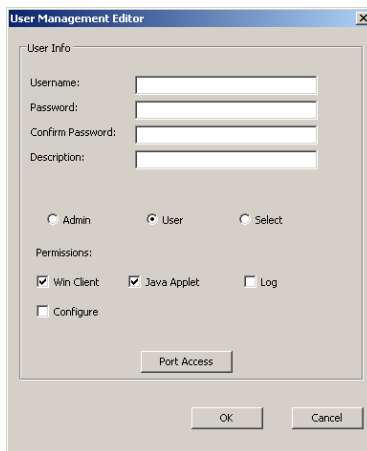 User Management Editor
User Info
Username:
Password:
Confirm Password:
Description:
Admin User Select
Permissions:
Win Client Java Applet Log
Configure
Port Access
OK Cancel